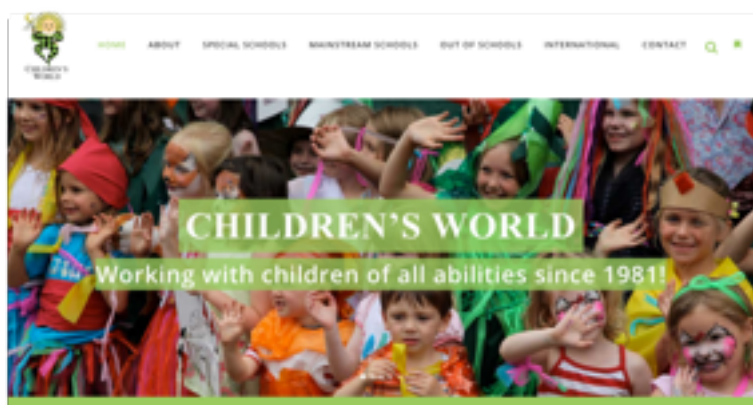 CHILDREN'S WORLD
HOME ABOUT SPECIAL SCHOOLS MAINSTREAM SCHOOLS OUT OF SCHOOLS INTERNATIONAL CONTACT
CHILDREN'S WORLD
Working with children of all abilities since 1981!